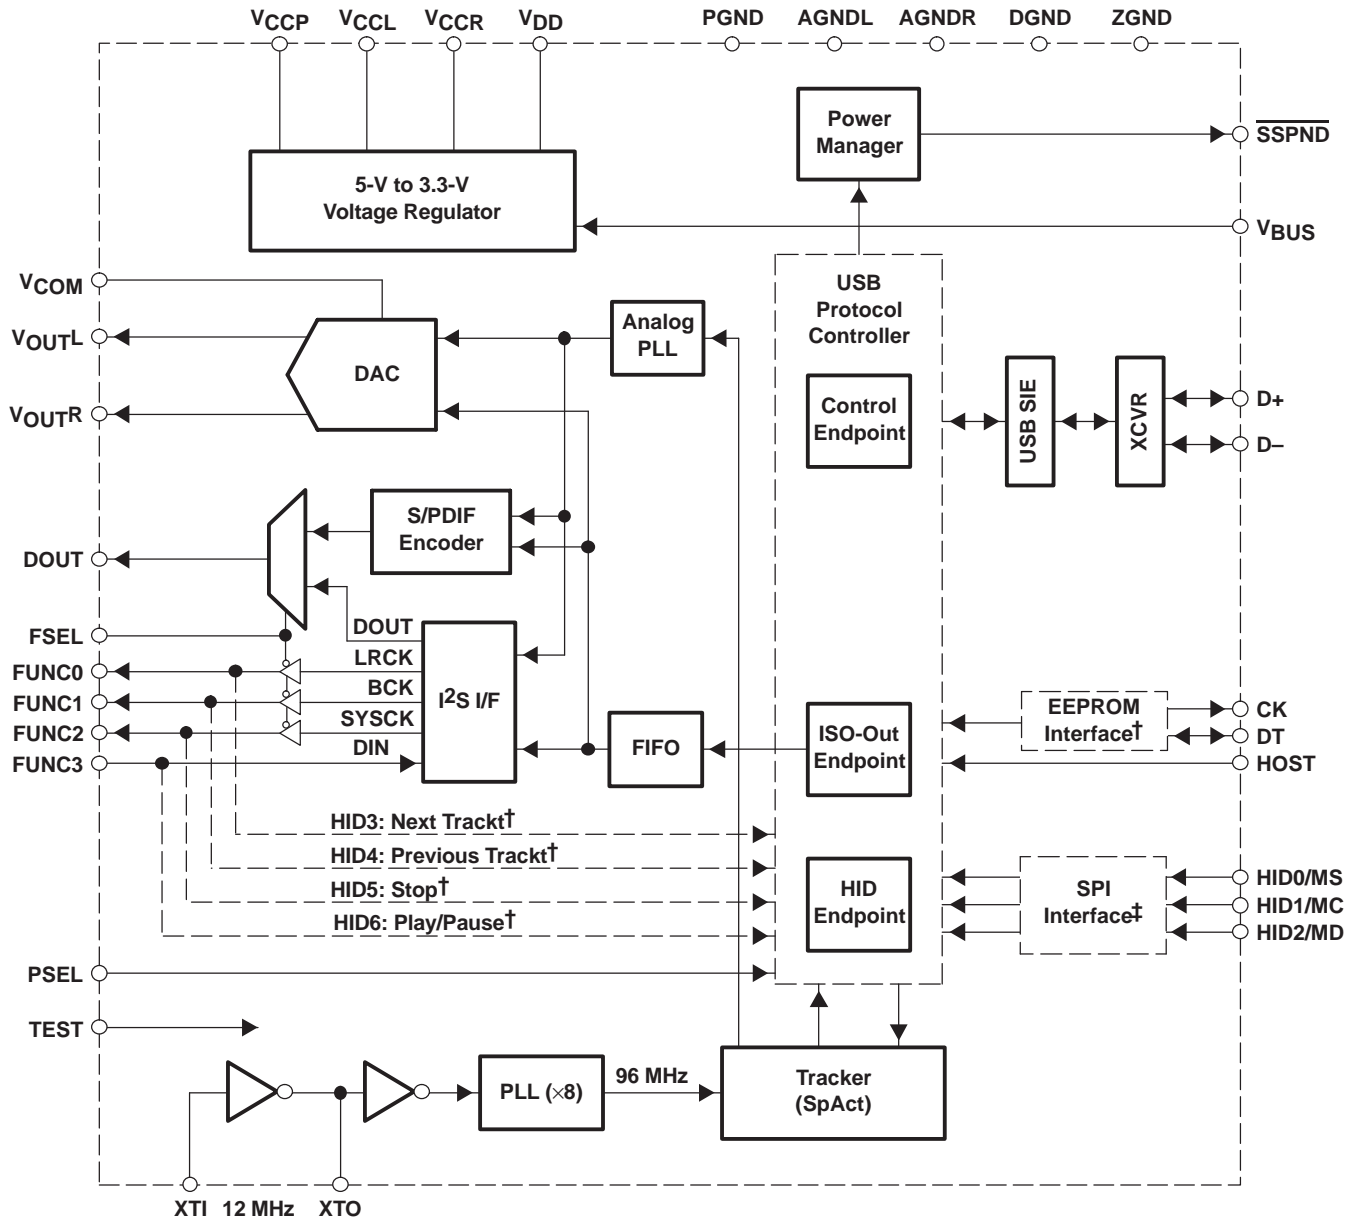 VCCP VCCL VCCR VDD PGND AGNDL AGNDR DGND ZGND
Power
Manager
SSPND
5-V to 3.3-V
Voltage Regulator
VBUS
VCOM
USB
Protocol
Controller
Analog
PLL
VOUTL
DAC
VOUTR
Control
Endpoint
USB SIE
XCVR
D+
D–
S/PDIF
Encoder
DOUT
FSEL
DOUT
FUNC0
LRCK
FUNC1
BCK
FUNC2
SYSCK
FUNC3
DIN
I2S I/F
FIFO
ISO-Out
Endpoint
EEPROM
Interface†
CK
DT
HOST
HID3: Next Trackt†
HID4: Previous Trackt†
HID5: Stop†
HID6: Play/Pause†
HID
Endpoint
SPI
Interface‡
HID0/MS
HID1/MC
HID2/MD
PSEL
TEST
PLL (×8)
96 MHz
Tracker
(SpAct)
XTI 12 MHz XTO